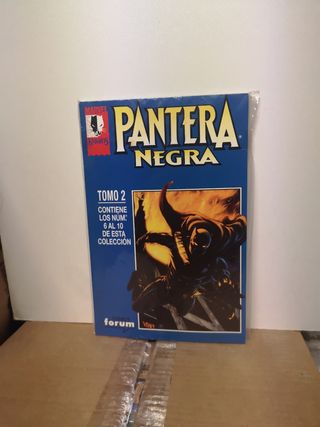 MARVEL
KNIGHTS
PANTERA
NEGRA
TOMO 2
CONTIENE
LOS NUM.
6 AL 10
DE ESTA
COLECCIÓN
forum